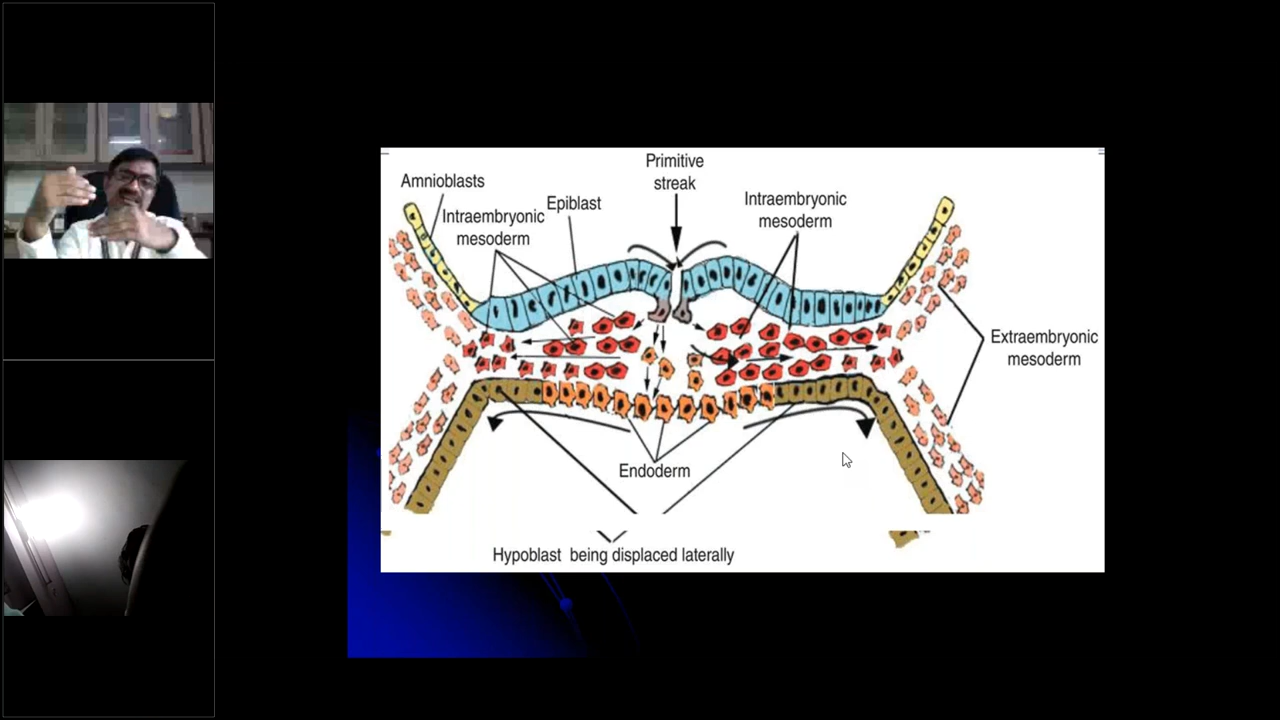 Primitive
streak
Amnioblasts
Intraembryonic
mesoderm
Epiblast
Intraembryonic
mesoderm
Extraembryonic
mesoderm
Endoderm
Hypoblast being displaced laterally